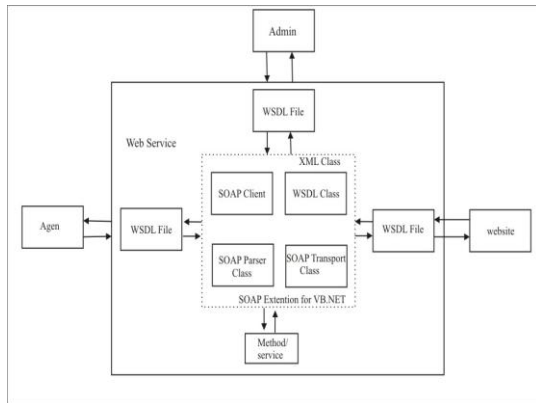 Admin
WSDL File
Web Service
XML Class
SOAP Client
WSDL Class
Agen
WSDL File
WSDL File
website
SOAP Parser
Class
SOAP Transport
Class
SOAP Extention for VB.NET
Method/
service